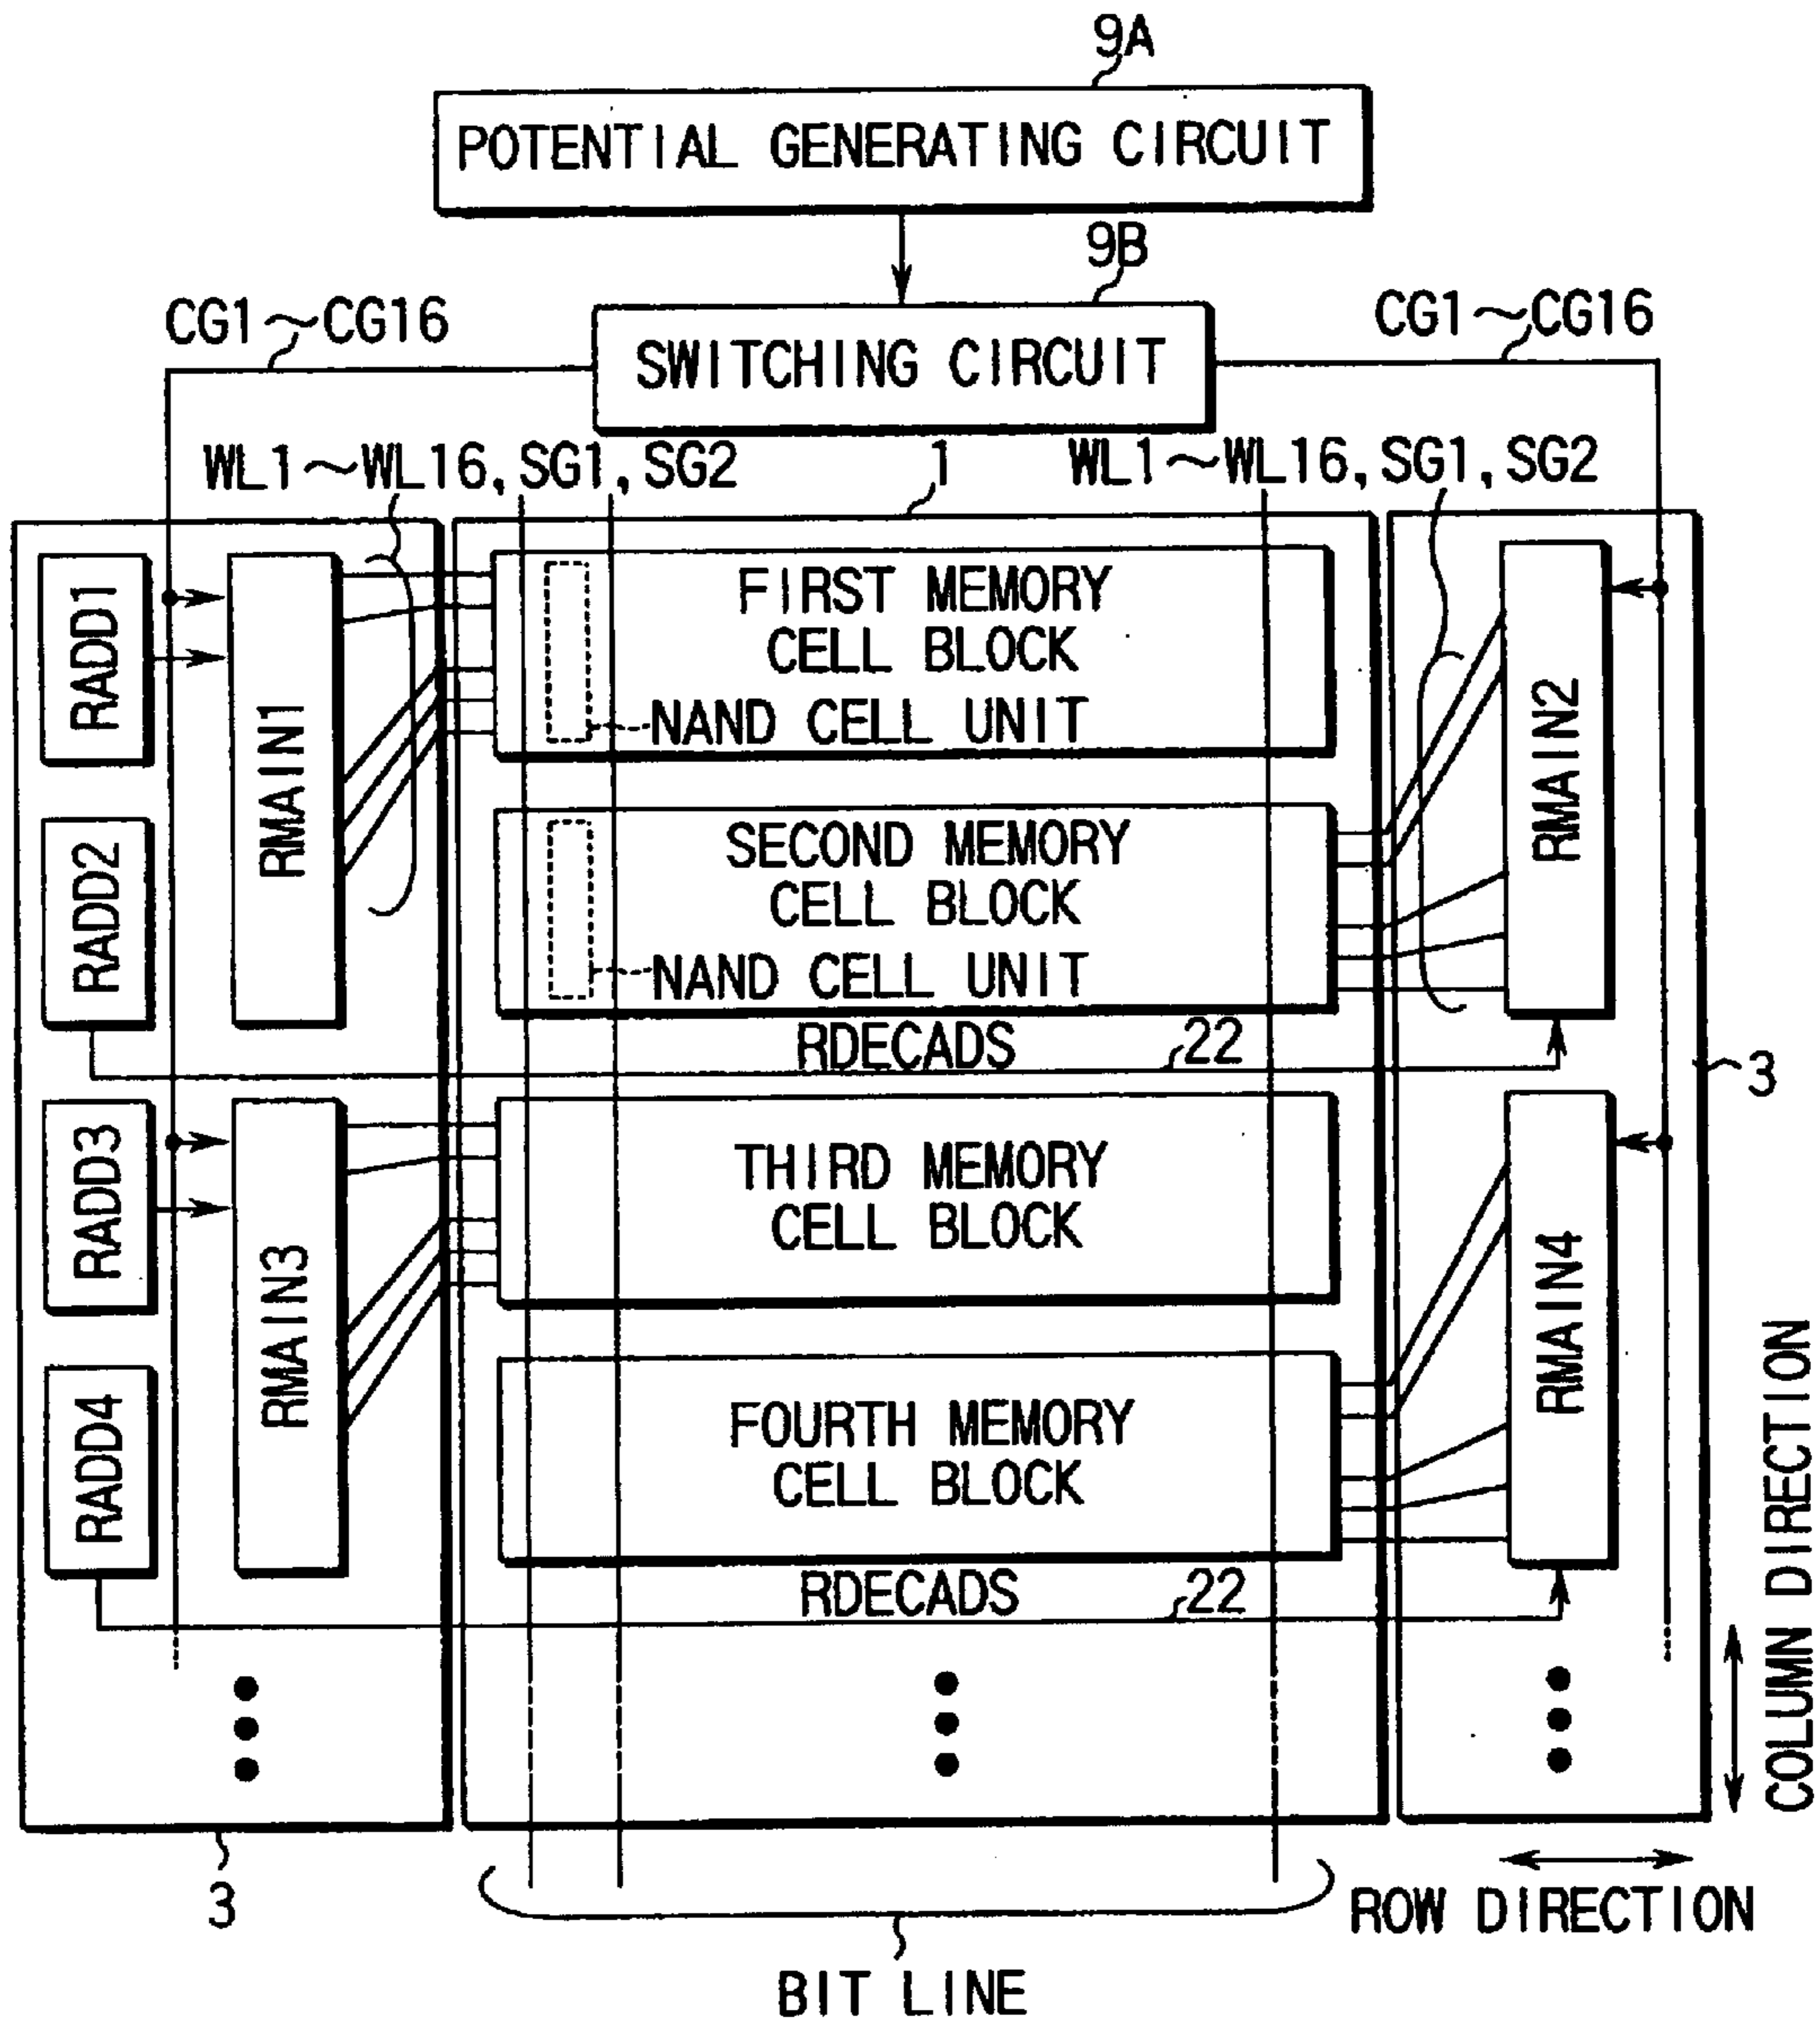 9A
POTENTIAL GENERATING CIRCUIT
9B
CG1~CG16
SWITCHING CIRCUIT
CG1~CG16
WL1~WL16, SG1, SG2
1
WL1~WL16, SG1, SG2
RADD1
RMAIN1
FIRST MEMORY
CELL BLOCK
NAND CELL UNIT
RMAIN2
RADD2
SECOND MEMORY
CELL BLOCK
NAND CELL UNIT
RDECADS
22
3
RADD3
RMAIN3
THIRD MEMORY
CELL BLOCK
RMAIN4
RADD4
FOURTH MEMORY
CELL BLOCK
RDECADS
22
COLUMN DIRECTION
3
ROW DIRECTION
BIT LINE